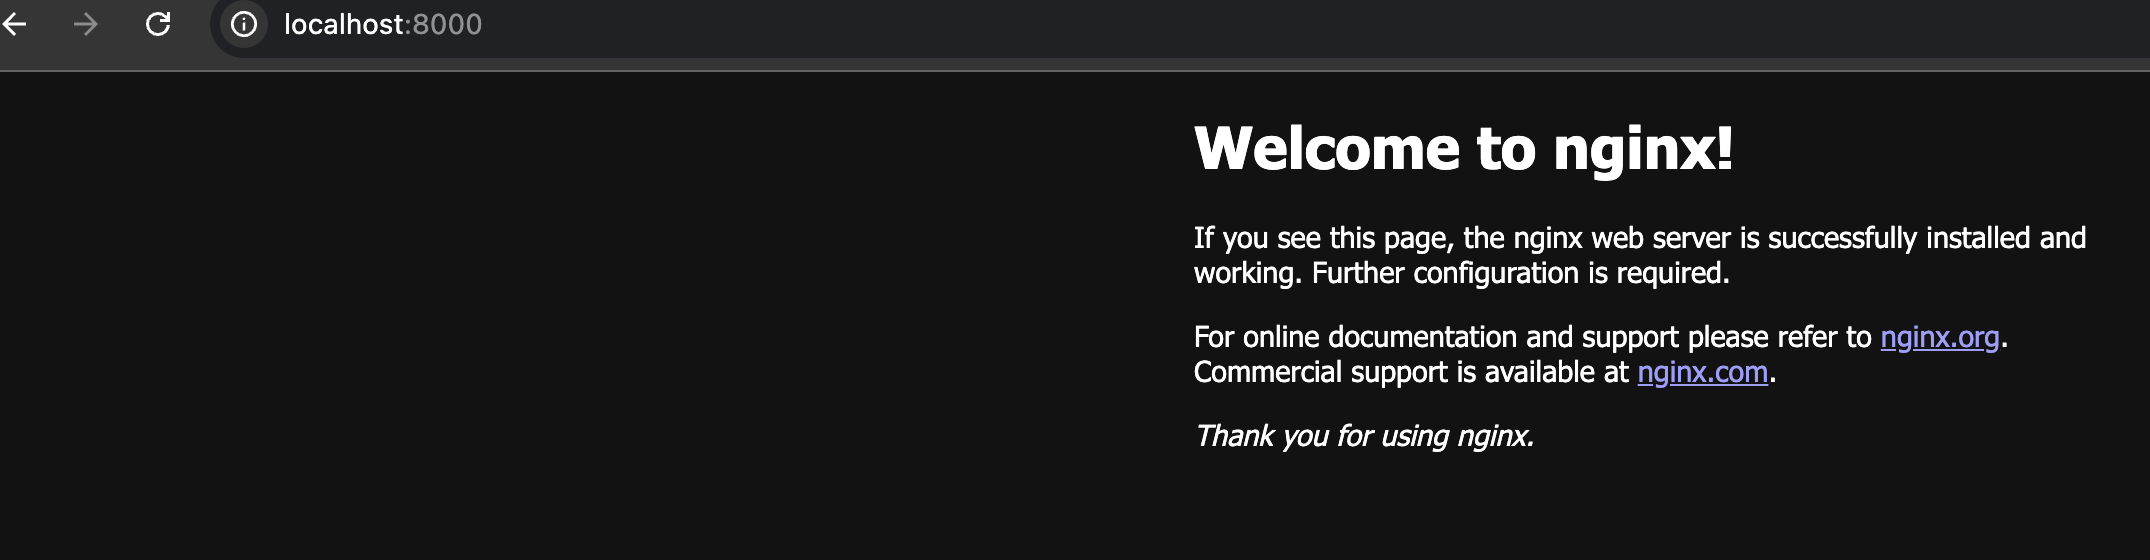 localhost:8000
Welcome to nginx!
If you see this page, the nginx web server is successfully installed and
working. Further configuration is required.
For online documentation and support please refer to nginx.org.
Commercial support is available at nginx.com.
Thank you for using nginx.